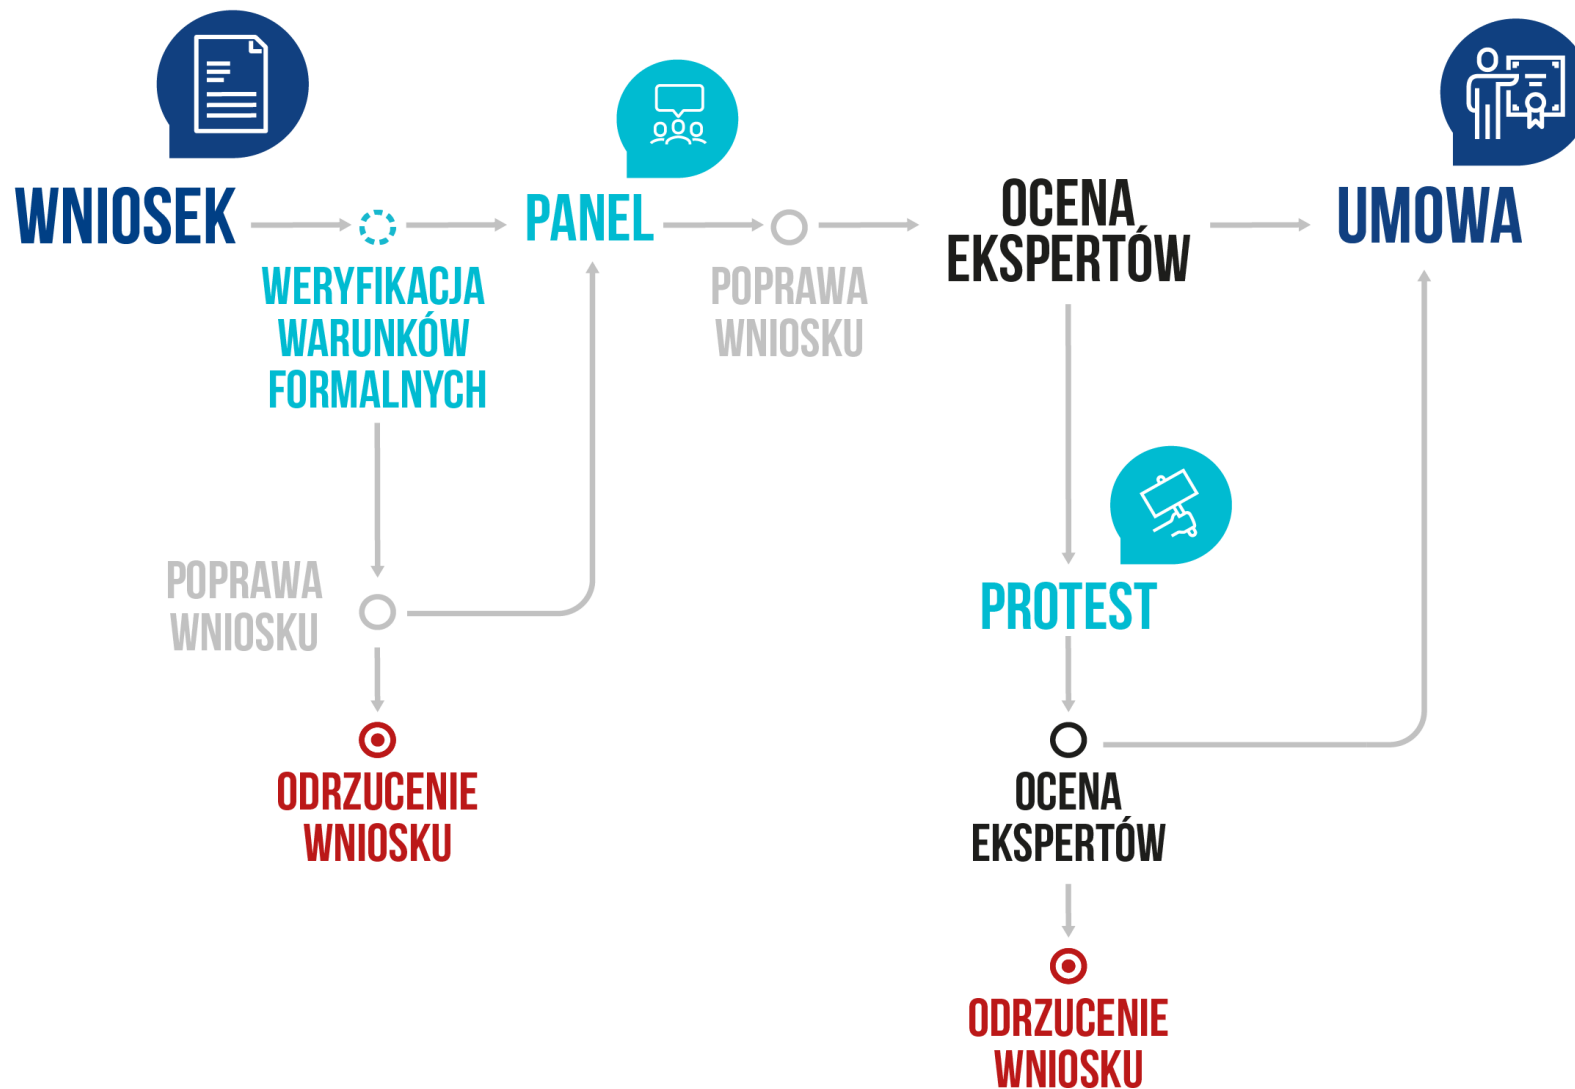 WNIOSEK
WERYFIKACJA
WARUNKÓW
FORMALNYCH
PANEL
POPRAWA
WNIOSKU
OCENA
EKSPERTÓW
UMOWA
POPRAWA
WNIOSKU
ODRZUCENIE
WNIOSKU
PROTEST
OCENA
EKSPERTÓW
ODRZUCENIE
WNIOSKU